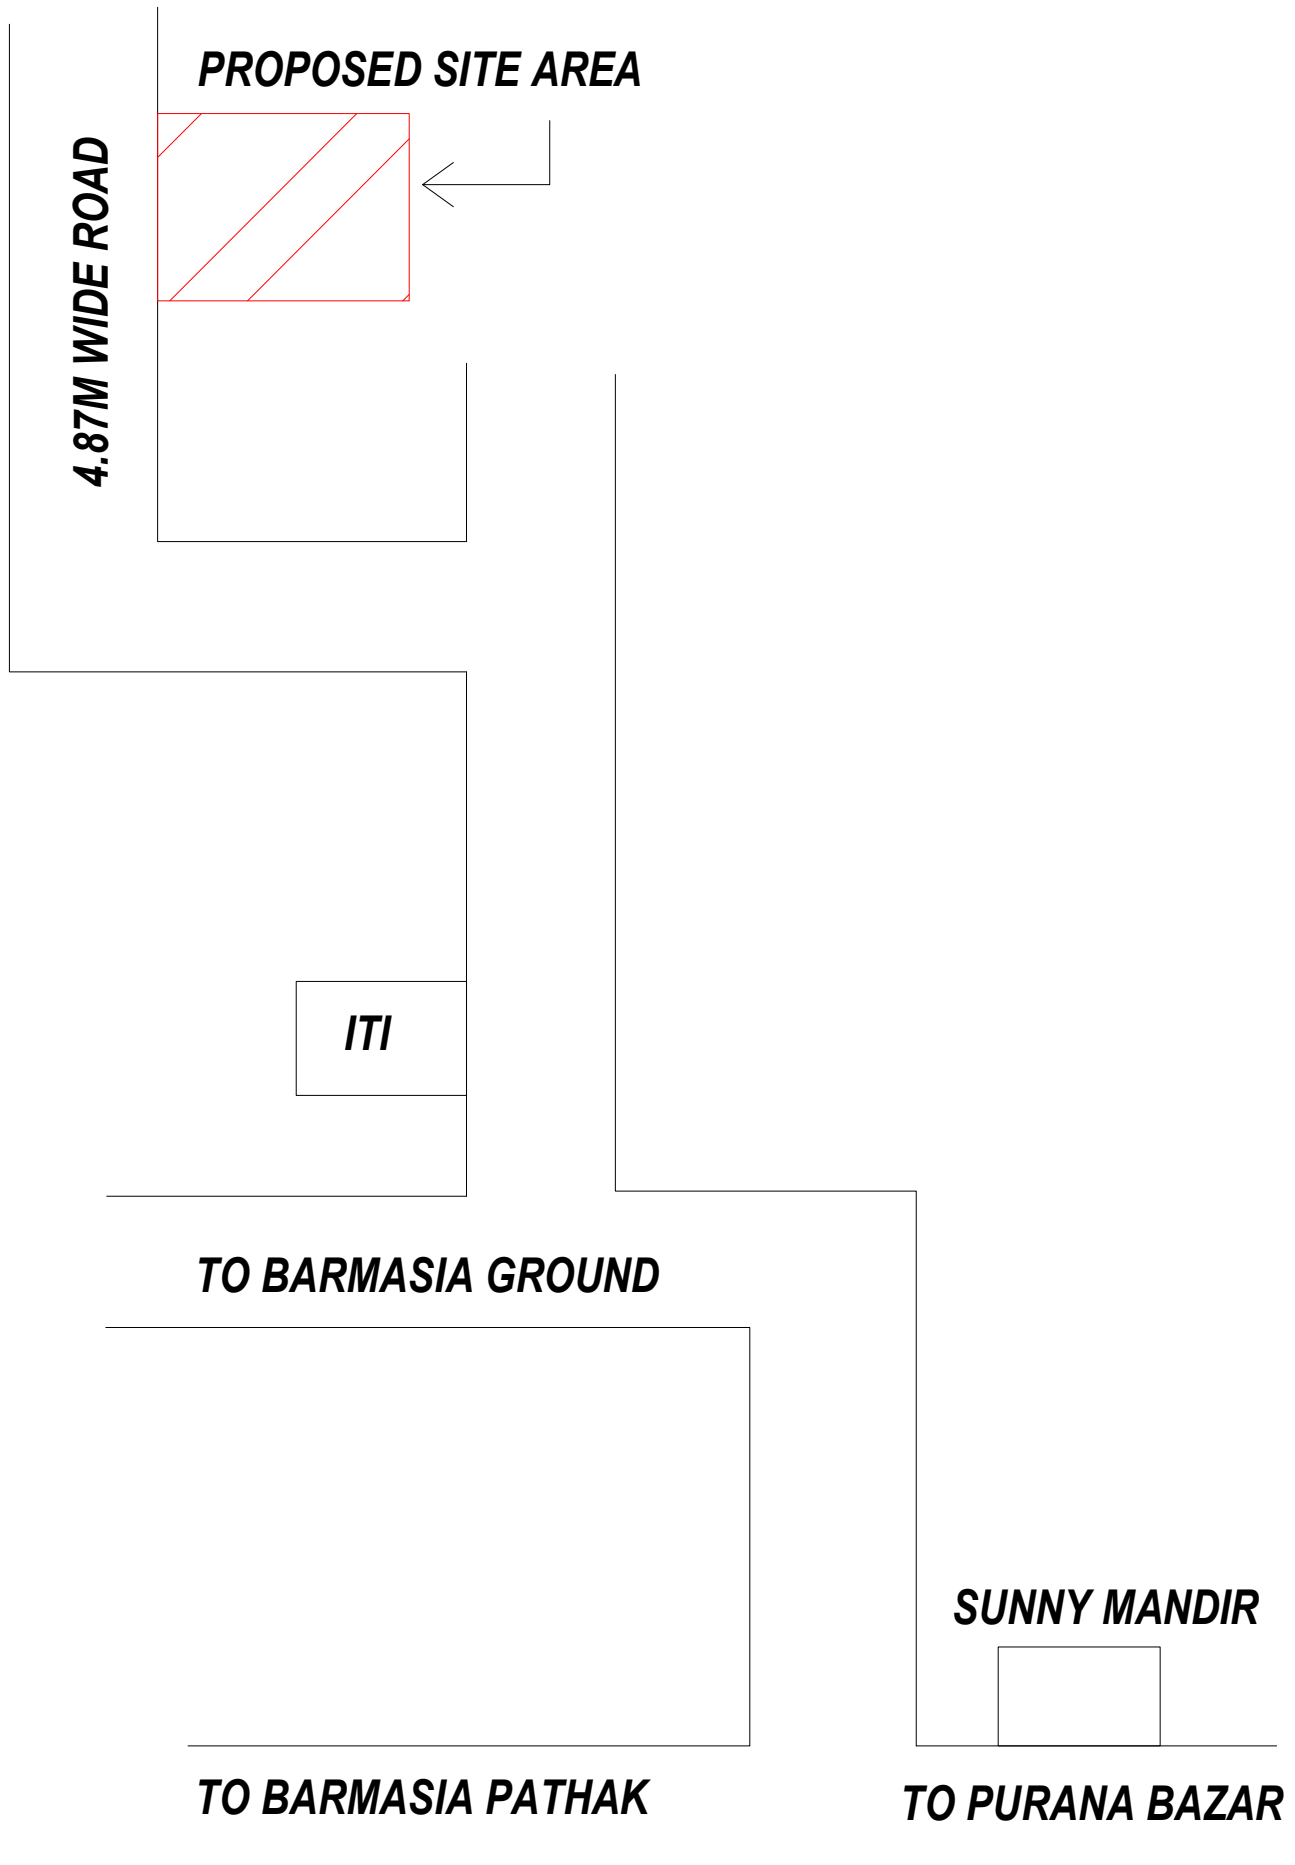 PROPOSED SITE AREA
4.87M WIDE ROAD
ITI
TO BARMASIA GROUND
SUNNY MANDIR
TO BARMASIA PATHAK
TO PURANA BAZAR